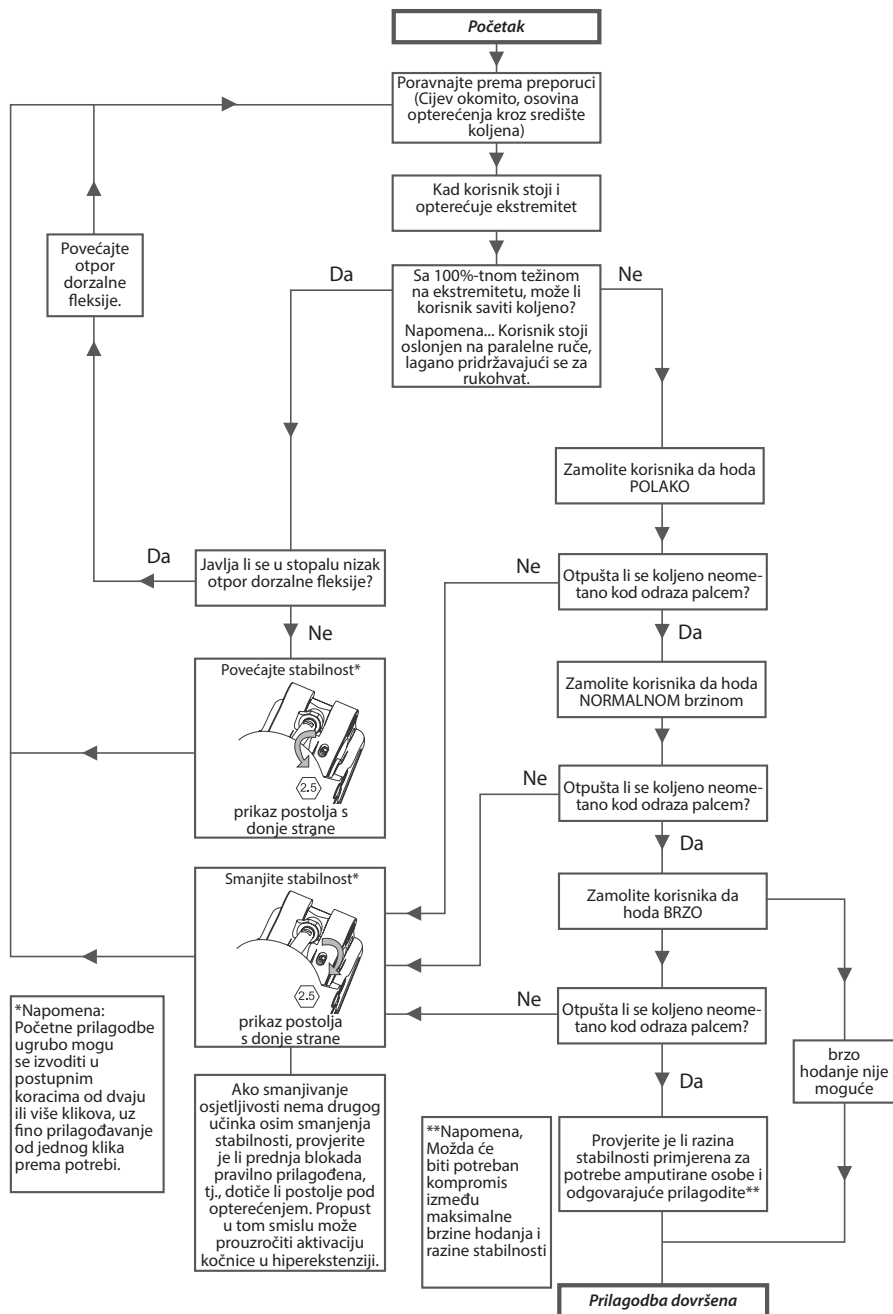 Početak
Poravnajte prema preporuci
(Cijev okomito, osovina
opterećenja kroz središte
koljena)
Kad korisnik stoji i
opterećuje ekstremitet
Povećajte
otpor
dorzalne
fleksije.
Da
Sa 100%-tnom težinom
na ekstremitetu, može li
korisnik saviti koljeno?
Napomena... Korisnik stoji
oslonjen na paralelne ruče,
lagano pridržavajući se za
rukohvat.
Ne
Zamolite korisnika da hoda
POLAKO
Da
Javlja li se u stopalu nizak
otpor dorzalne fleksije?
Ne
Ne
Otpušta li se koljeno neome-
tano kod odraza palcem?
Da
Povećajte stabilnost*
2.5
prikaz postolja s
donje strane
Zamolite korisnika da hoda
NORMALNOM brzinom
Ne
Otpušta li se koljeno neome-
tano kod odraza palcem?
Da
Smanjite stabilnost*
2.5
prikaz postolja
s donje strane
Zamolite korisnika da
hoda BRZO
Ne
Otpušta li se koljeno neome-
tano kod odraza palcem?
Da
brzo
hodanje nije
moguće
*Napomena:
Početne prilagodbe
ugrubo mogu
se izvoditi u
postupnim
koracima od dvaju
ili više klikova, uz
fino prilagođavanje
od jednog klika
prema potrebi.
Ako smanjivanje
osjetljivosti nema drugog
učinka osim smanjenja
stabilnosti, provjerite
je li prednja blokada
pravilno prilagođena,
tj., dotiče li postolje pod
opterećenjem. Propust
u tom smislu može
prouzročiti aktivaciju
kočnice u hiperekstenziji.
**Napomena,
Možda će
biti potreban
kompromis
između
maksimalne
brzine hodanja i
razine stabilnosti
Provjerite je li razina
stabilnosti primjerena za
potrebe amputirane osobe i
odgovarajuće prilagodite**
Prilagodba dovršena